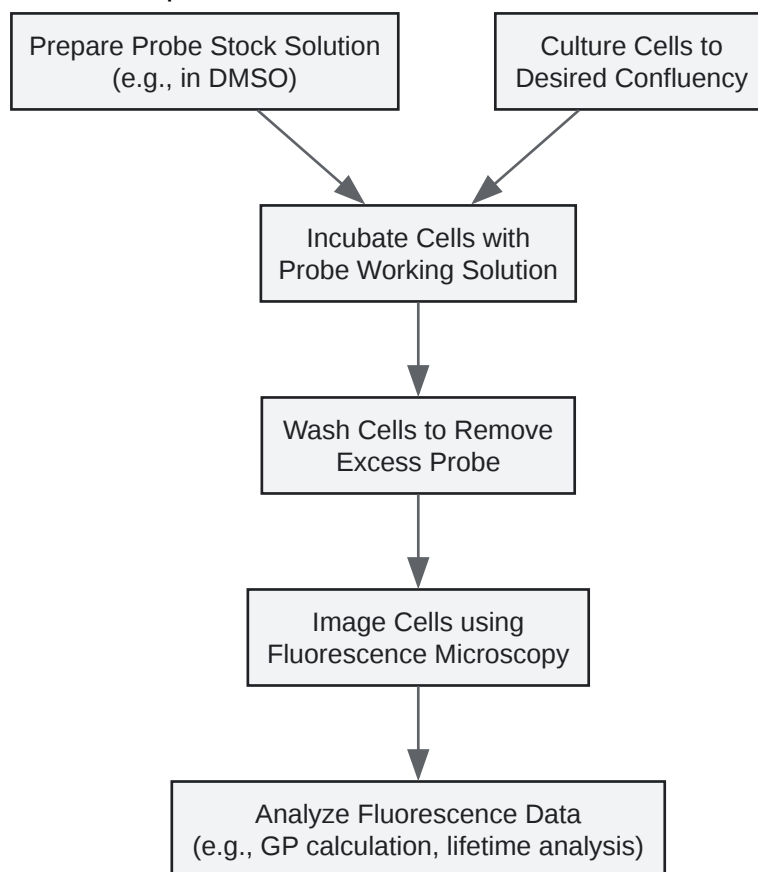 Prepare Probe Stock Solution
(e.g., in DMSO)
Culture Cells to
Desired Confluency
Incubate Cells with
Probe Working Solution
Wash Cells to Remove
Excess Probe
Image Cells using
Fluorescence Microscopy
Analyze Fluorescence Data
(e.g., GP calculation, lifetime analysis)